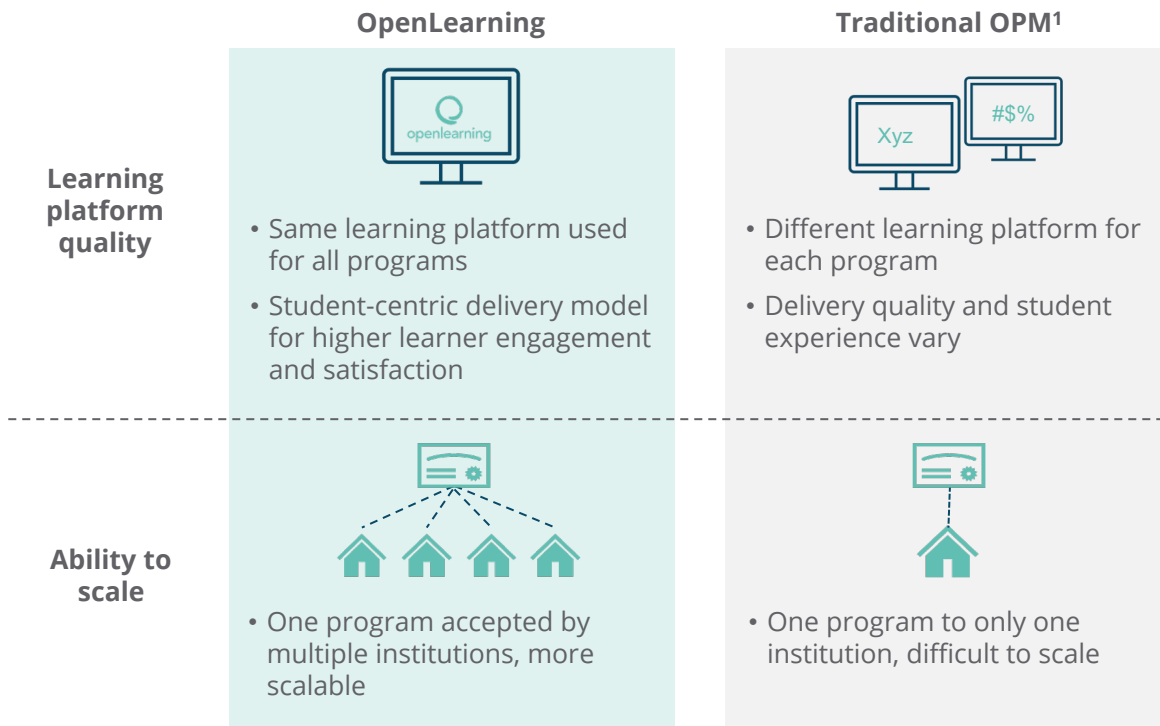 OpenLearning
Traditional OPM¹
openlearning
Xyz
#$%
Learning
platform
quality
• Same learning platform used
for all programs
• Student-centric delivery model
for higher learner engagement
and satisfaction
• Different learning platform for
each program
• Delivery quality and student
experience vary
Ability to
scale
• One program accepted by
multiple institutions, more
scalable
• One program to only one
institution, difficult to scale